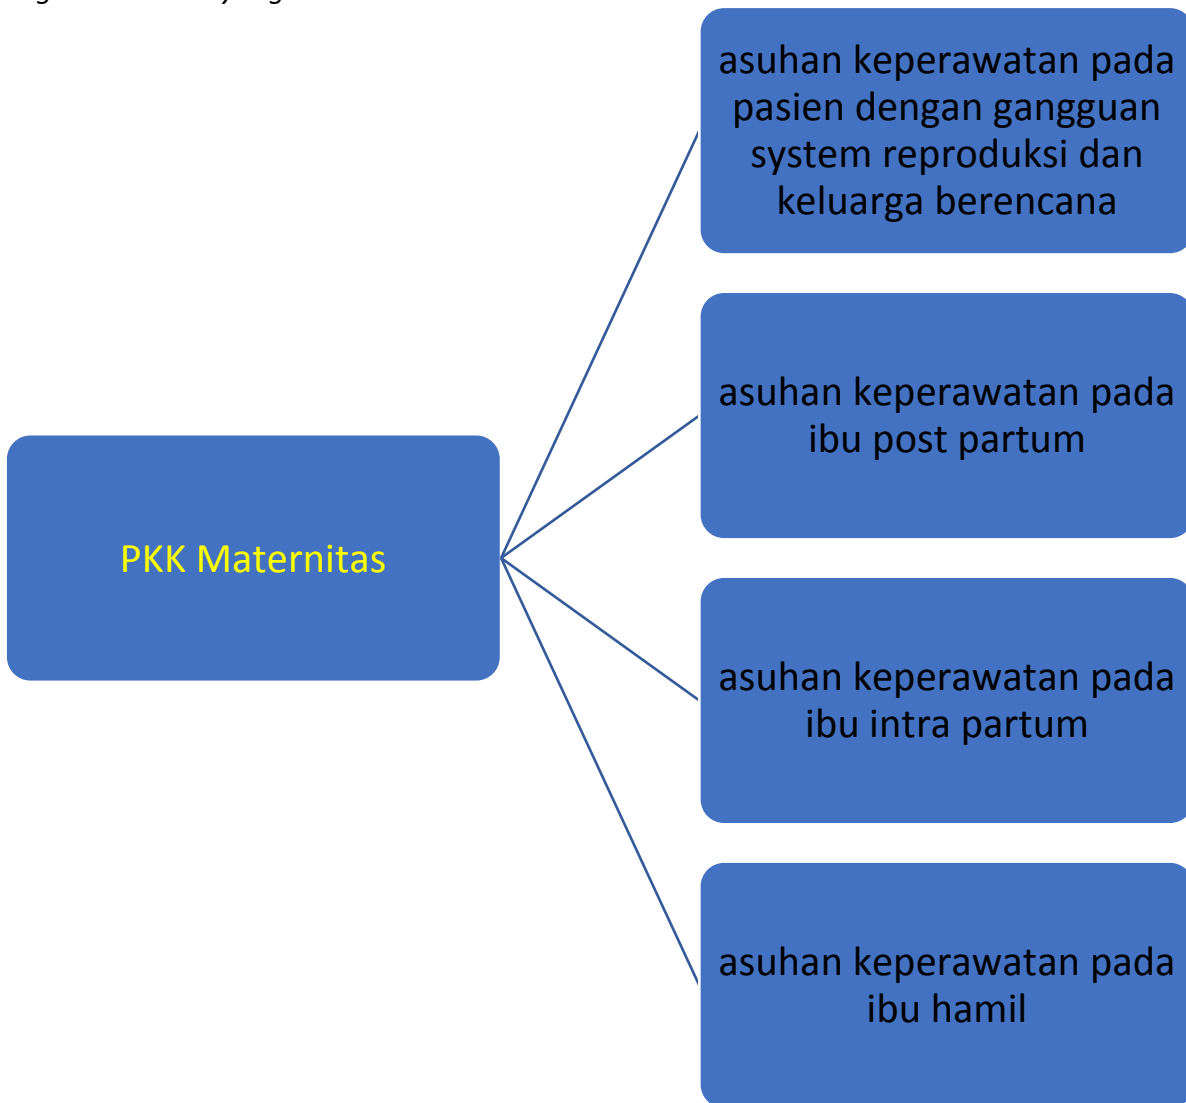 asuhan keperawatan pada
pasien dengan gangguan
system reproduksi dan
keluarga berencana
asuhan keperawatan pada
ibu post partum
PKK Maternitas
asuhan keperawatan pada
ibu intra partum
asuhan keperawatan pada
ibu hamil